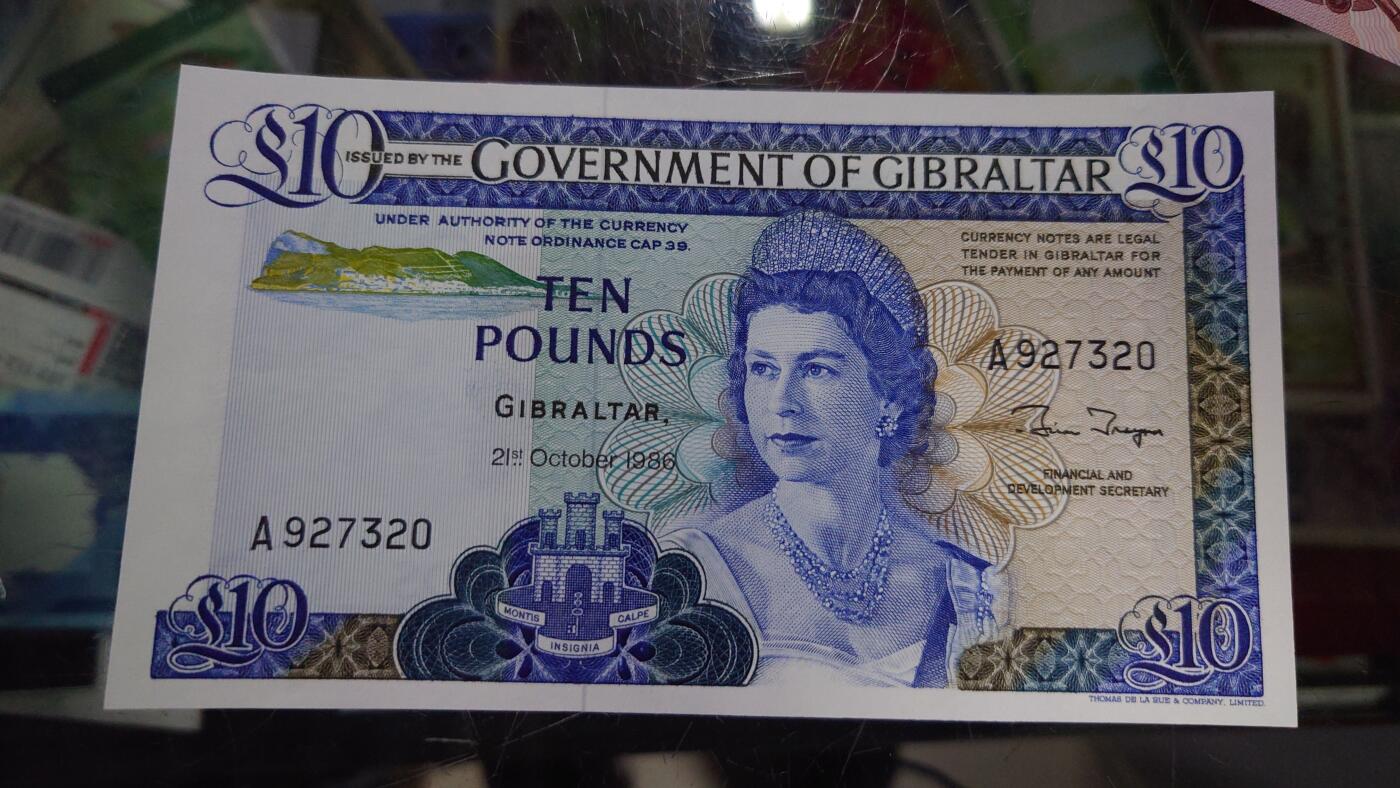 £10 ISSUED BY THE GOVERNMENT OF GIBRALTAR £10
UNDER AUTHORITY OF THE CURRENCY
NOTE ORDINANCE CAP 39.
CURRENCY NOTES ARE LEGAL
TENDER IN GIBRALTAR FOR
THE PAYMENT OF ANY AMOUNT
TEN
POUNDS
A 927320
GIBRALTAR,
21st October 1986
FINANCIAL AND
DEVELOPMENT SECRETARY
A 927320
MONTIS CALPE
INSIGNIA
£10 £10
THOMAS DE LA RUE & COMPANY, LIMITED.